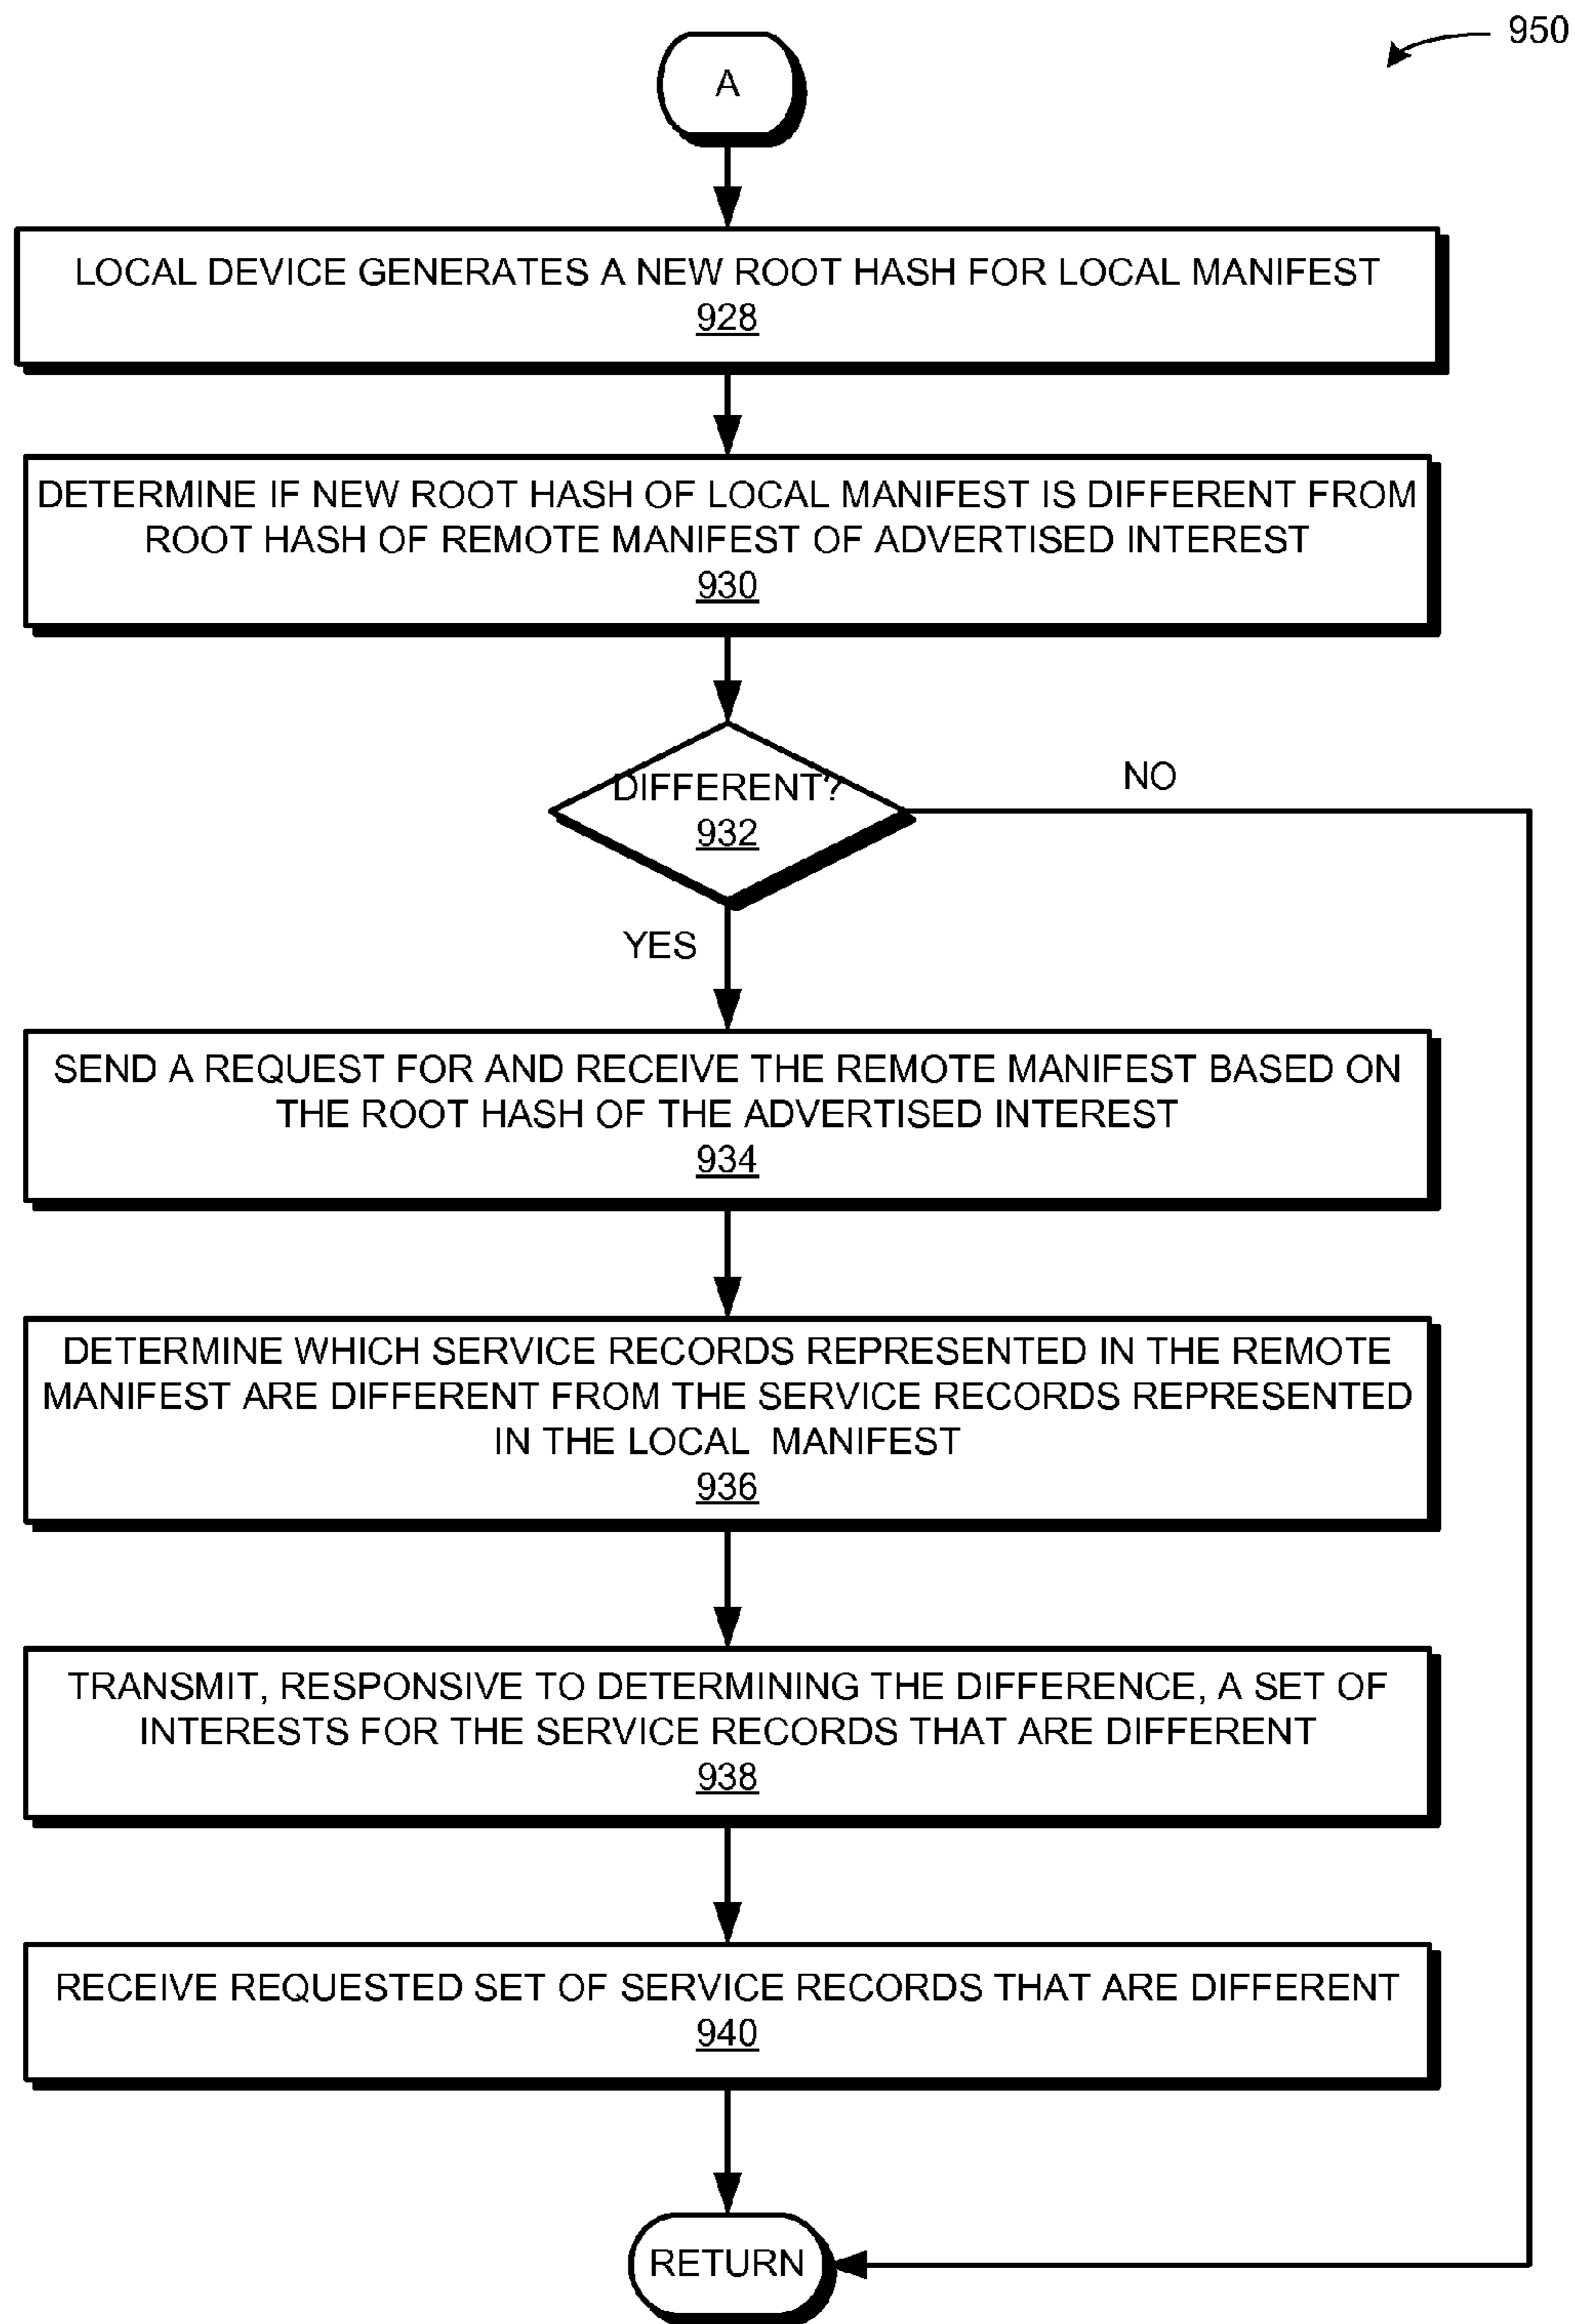 950
A
LOCAL DEVICE GENERATES A NEW ROOT HASH FOR LOCAL MANIFEST
928
DETERMINE IF NEW ROOT HASH OF LOCAL MANIFEST IS DIFFERENT FROM
ROOT HASH OF REMOTE MANIFEST OF ADVERTISED INTEREST
930
DIFFERENT?
932
NO
YES
SEND A REQUEST FOR AND RECEIVE THE REMOTE MANIFEST BASED ON
THE ROOT HASH OF THE ADVERTISED INTEREST
934
DETERMINE WHICH SERVICE RECORDS REPRESENTED IN THE REMOTE
MANIFEST ARE DIFFERENT FROM THE SERVICE RECORDS REPRESENTED
IN THE LOCAL MANIFEST
936
TRANSMIT, RESPONSIVE TO DETERMINING THE DIFFERENCE, A SET OF
INTERESTS FOR THE SERVICE RECORDS THAT ARE DIFFERENT
938
RECEIVE REQUESTED SET OF SERVICE RECORDS THAT ARE DIFFERENT
940
RETURN